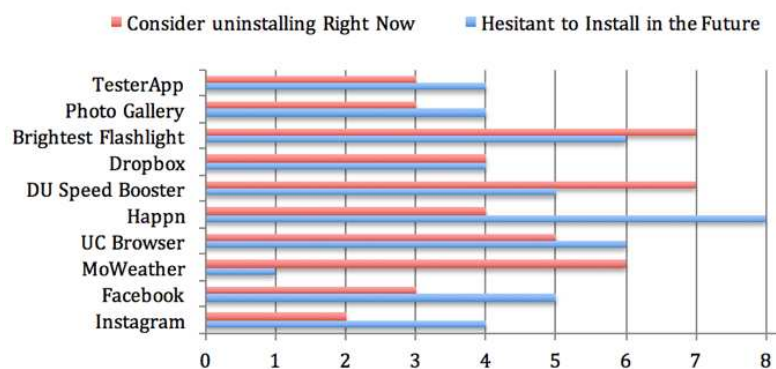 Consider uninstalling Right Now Hesitant to Install in the Future
TesterApp
Photo Gallery
Brightest Flashlight
Dropbox
DU Speed Booster
Happn
UC Browser
MoWeather
Facebook
Instagram
0 1 2 3 4 5 6 7 8